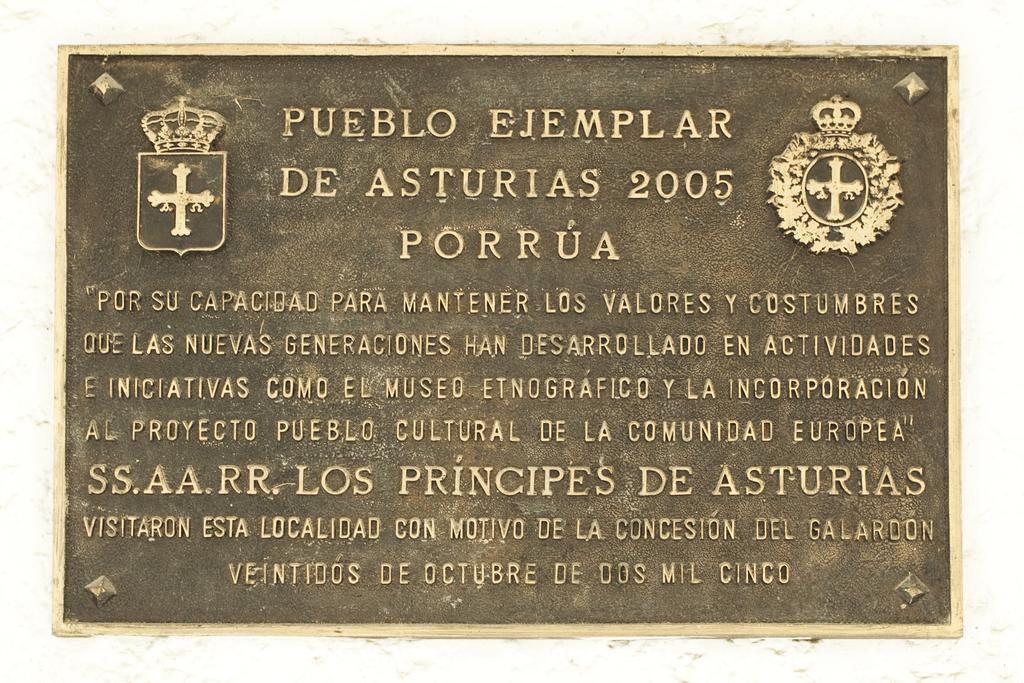 PUEBLO EJEMPLAR
DE ASTURIAS 2005
PORRÚA
"POR SU CAPACIDAD PARA MANTENER LOS VALORES Y COSTUMBRES
QUE LAS NUEVAS GENERACIONES HAN DESARROLLADO EN ACTIVIDADES
E INICIATIVAS COMO EL MUSEO ETNOGRÁFICO Y LA INCORPORACIÓN
AL PROYECTO PUEBLO CULTURAL DE LA COMUNIDAD EUROPEA"
SS.AA.RR. LOS PRÍNCIPES DE ASTURIAS
VISITARON ESTA LOCALIDAD CON MOTIVO DE LA CONCESIÓN DEL GALARDON
VEINTIDÓS DE OCTUBRE DE DOS MIL CINCO